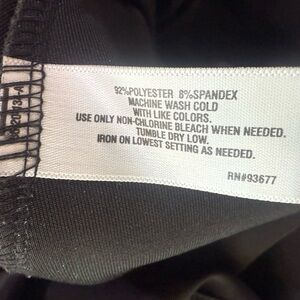 92%POLYESTER 8%SPANDEX
MACHINE WASH COLD
WITH LIKE COLORS.
USE ONLY NON-CHLORINE BLEACH WHEN NEEDED.
TUMBLE DRY LOW.
IRON ON LOWEST SETTING AS NEEDED.
RN#93677